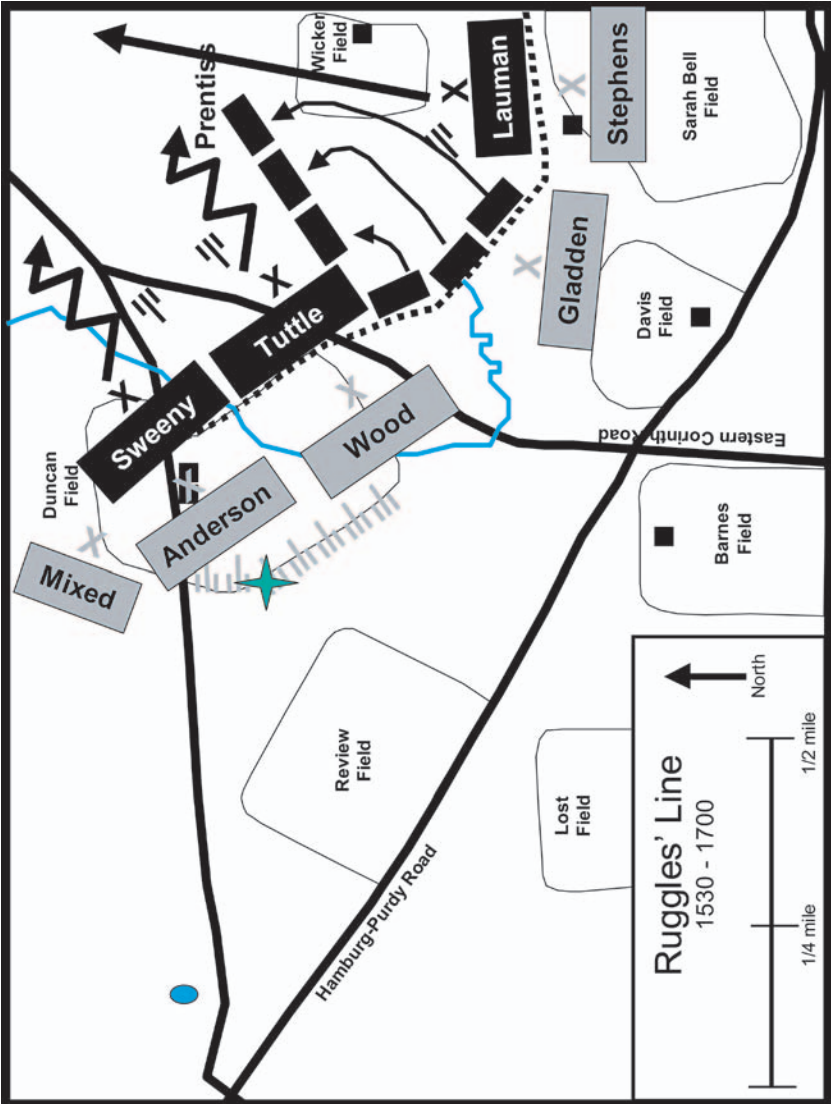 Wicker
Field
Prentiss
Lauman
Stephens
Sarah Bell
Field
Gladden
Davis
Field
Tuttle
Sweeny
Wood
Eastern Corinth Road
Duncan
Field
Anderson
Mixed
Barnes
Field
Review
Field
Lost
Field
Hamburg-Purdy Road
North
Ruggles' Line
1530 - 1700
1/4 mile
1/2 mile